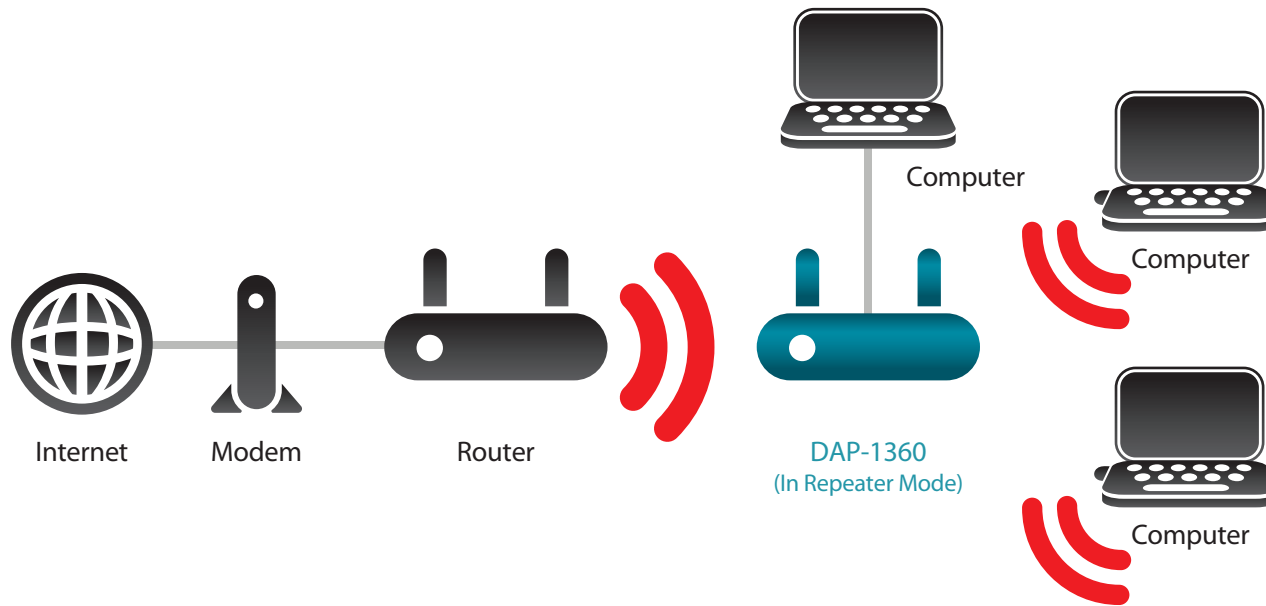 Computer
Computer
Internet
Modem
Router
DAP-1360
(In Repeater Mode)
Computer